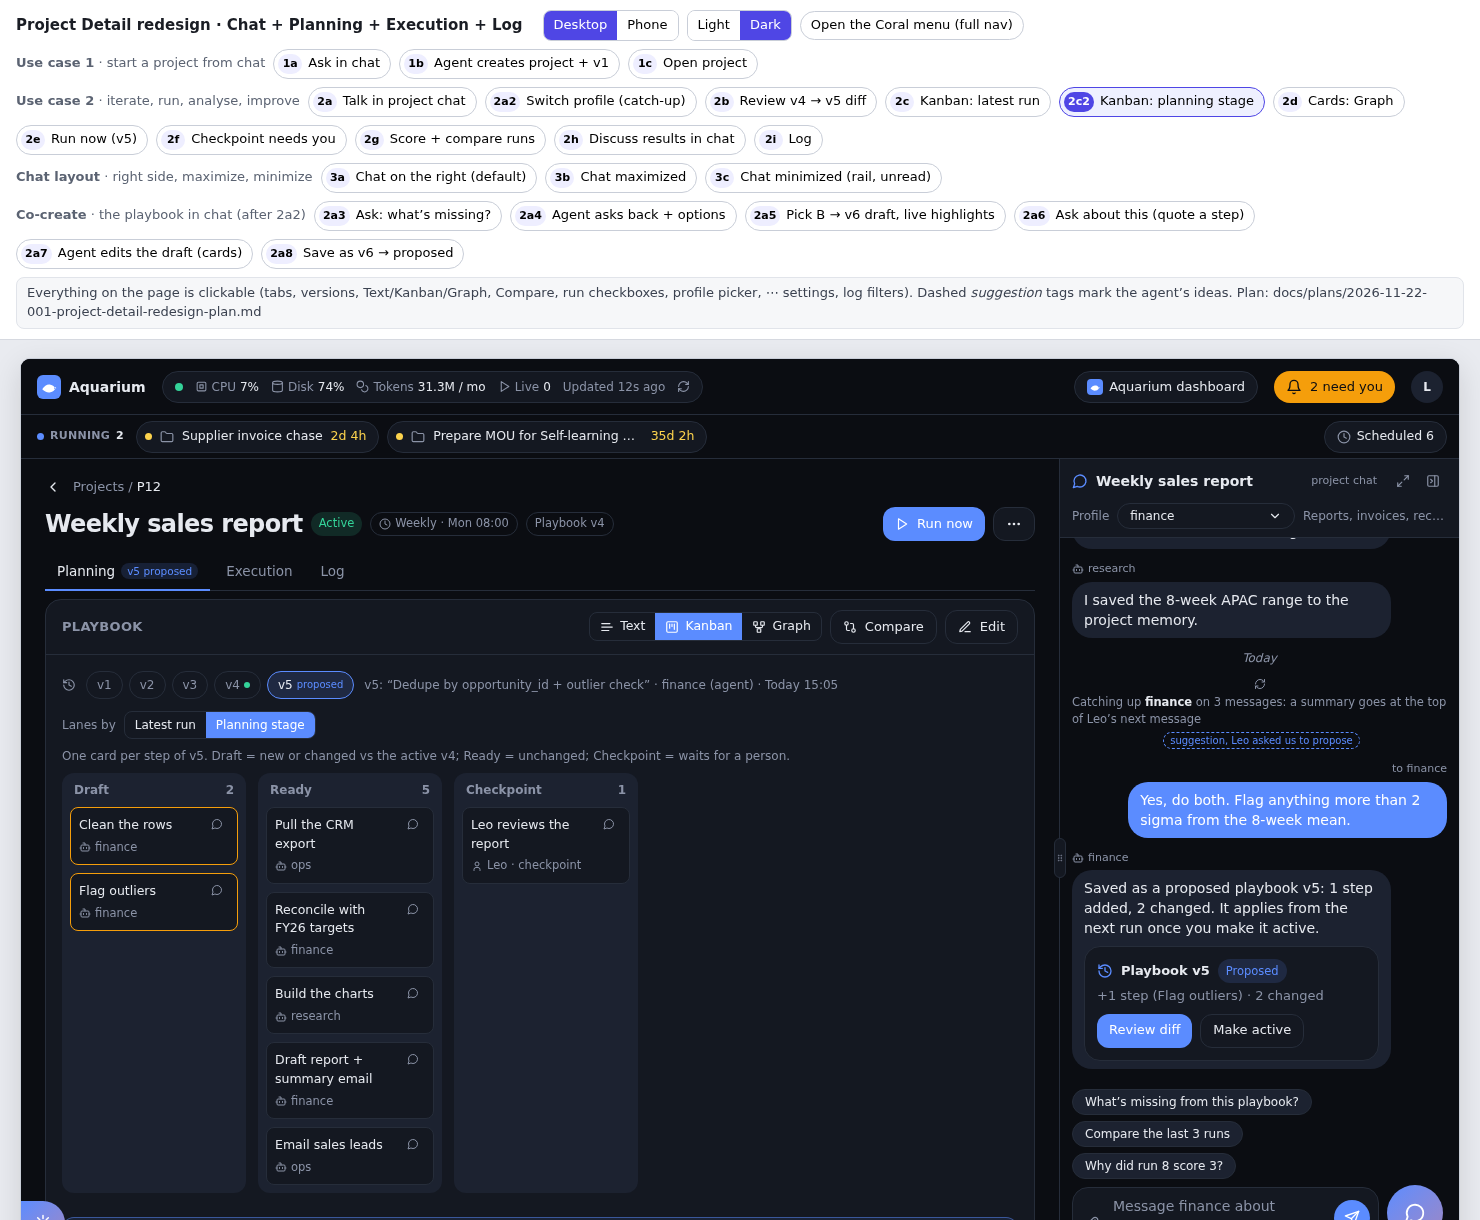 Project Detail redesign · Chat + Planning + Execution + Log
Desktop Phone Light Dark Open the Coral menu (full nav)
Use case 1 · start a project from chat 1a Ask in chat 1b Agent creates project + v1 1c Open project
Use case 2 · iterate, run, analyse, improve 2a Talk in project chat 2a2 Switch profile (catch-up) 2b Review v4 → v5 diff 2c Kanban: latest run 2c2 Kanban: planning stage 2d Cards: Graph
2e Run now (v5) 2f Checkpoint needs you 2g Score + compare runs 2h Discuss results in chat 2i Log
Chat layout · right side, maximize, minimize 3a Chat on the right (default) 3b Chat maximized 3c Chat minimized (rail, unread)
Co-create · the playbook in chat (after 2a2) 2a3 Ask: what’s missing? 2a4 Agent asks back + options 2a5 Pick B → v6 draft, live highlights 2a6 Ask about this (quote a step)
2a7 Agent edits the draft (cards) 2a8 Save as v6 → proposed
Everything on the page is clickable (tabs, versions, Text/Kanban/Graph, Compare, run checkboxes, profile picker, ··· settings, log filters). Dashed suggestion tags mark the agent’s ideas. Plan: docs/plans/2026-11-22-
001-project-detail-redesign-plan.md
Aquarium CPU 7% Disk 74% Tokens 31.3M / mo Live 0 Updated 12s ago Aquarium dashboard 2 need you L
RUNNING 2 Supplier invoice chase 2d 4h Prepare MOU for Self-learning ... 35d 2h Scheduled 6
Projects / P12
Weekly sales report Active Weekly · Mon 08:00 Playbook v4 Run now
Planning v5 proposed Execution Log
PLAYBOOK Text Kanban Graph Compare Edit
v1 v2 v3 v4 v5 proposed v5: “Dedupe by opportunity_id + outlier check” · finance (agent) · Today 15:05
Lanes by Latest run Planning stage
One card per step of v5. Draft = new or changed vs the active v4; Ready = unchanged; Checkpoint = waits for a person.
Draft 2
Clean the rows
finance
Flag outliers
finance
Ready 5
Pull the CRM
export
ops
Reconcile with
FY26 targets
finance
Build the charts
research
Draft report +
summary email
finance
Email sales leads
ops
Checkpoint 1
Leo reviews the
report
Leo · checkpoint
Weekly sales report project chat
Profile finance Reports, invoices, rec...
research
I saved the 8-week APAC range to the
project memory.
Today
Catching up finance on 3 messages: a summary goes at the top
of Leo’s next message
suggestion, Leo asked us to propose
to finance
Yes, do both. Flag anything more than 2
sigma from the 8-week mean.
finance
Saved as a proposed playbook v5: 1 step
added, 2 changed. It applies from the
next run once you make it active.
Playbook v5 Proposed
+1 step (Flag outliers) · 2 changed
Review diff Make active
What’s missing from this playbook?
Compare the last 3 runs
Why did run 8 score 3?
Message finance about